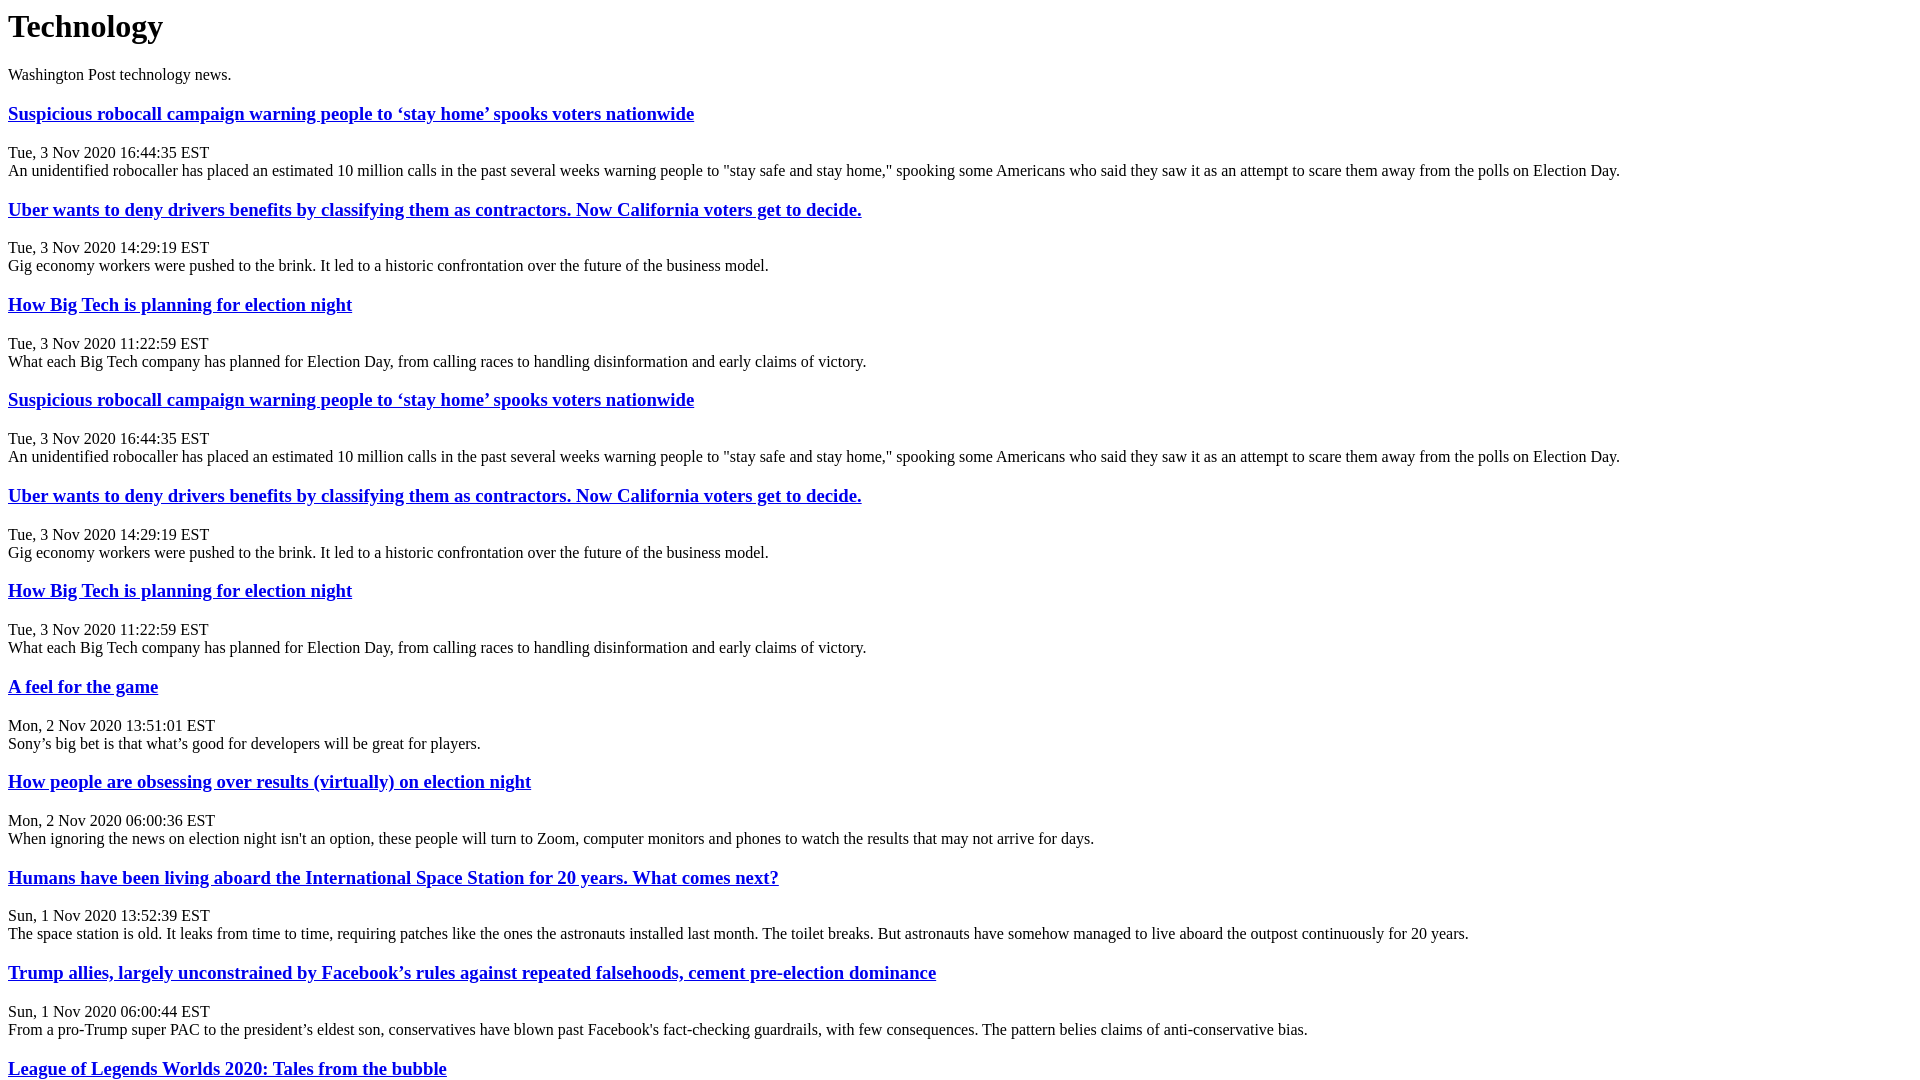 Technology
Washington Post technology news.
Suspicious robocall campaign warning people to ‘stay home’ spooks voters nationwide
Tue, 3 Nov 2020 16:44:35 EST
An unidentified robocaller has placed an estimated 10 million calls in the past several weeks warning people to "stay safe and stay home," spooking some Americans who said they saw it as an attempt to scare them away from the polls on Election Day.
Uber wants to deny drivers benefits by classifying them as contractors. Now California voters get to decide.
Tue, 3 Nov 2020 14:29:19 EST
Gig economy workers were pushed to the brink. It led to a historic confrontation over the future of the business model.
How Big Tech is planning for election night
Tue, 3 Nov 2020 11:22:59 EST
What each Big Tech company has planned for Election Day, from calling races to handling disinformation and early claims of victory.
Suspicious robocall campaign warning people to ‘stay home’ spooks voters nationwide
Tue, 3 Nov 2020 16:44:35 EST
An unidentified robocaller has placed an estimated 10 million calls in the past several weeks warning people to "stay safe and stay home," spooking some Americans who said they saw it as an attempt to scare them away from the polls on Election Day.
Uber wants to deny drivers benefits by classifying them as contractors. Now California voters get to decide.
Tue, 3 Nov 2020 14:29:19 EST
Gig economy workers were pushed to the brink. It led to a historic confrontation over the future of the business model.
How Big Tech is planning for election night
Tue, 3 Nov 2020 11:22:59 EST
What each Big Tech company has planned for Election Day, from calling races to handling disinformation and early claims of victory.
A feel for the game
Mon, 2 Nov 2020 13:51:01 EST
Sony’s big bet is that what’s good for developers will be great for players.
How people are obsessing over results (virtually) on election night
Mon, 2 Nov 2020 06:00:36 EST
When ignoring the news on election night isn't an option, these people will turn to Zoom, computer monitors and phones to watch the results that may not arrive for days.
Humans have been living aboard the International Space Station for 20 years. What comes next?
Sun, 1 Nov 2020 13:52:39 EST
The space station is old. It leaks from time to time, requiring patches like the ones the astronauts installed last month. The toilet breaks. But astronauts have somehow managed to live aboard the outpost continuously for 20 years.
Trump allies, largely unconstrained by Facebook’s rules against repeated falsehoods, cement pre-election dominance
Sun, 1 Nov 2020 06:00:44 EST
From a pro-Trump super PAC to the president’s eldest son, conservatives have blown past Facebook's fact-checking guardrails, with few consequences. The pattern belies claims of anti-conservative bias.
League of Legends Worlds 2020: Tales from the bubble